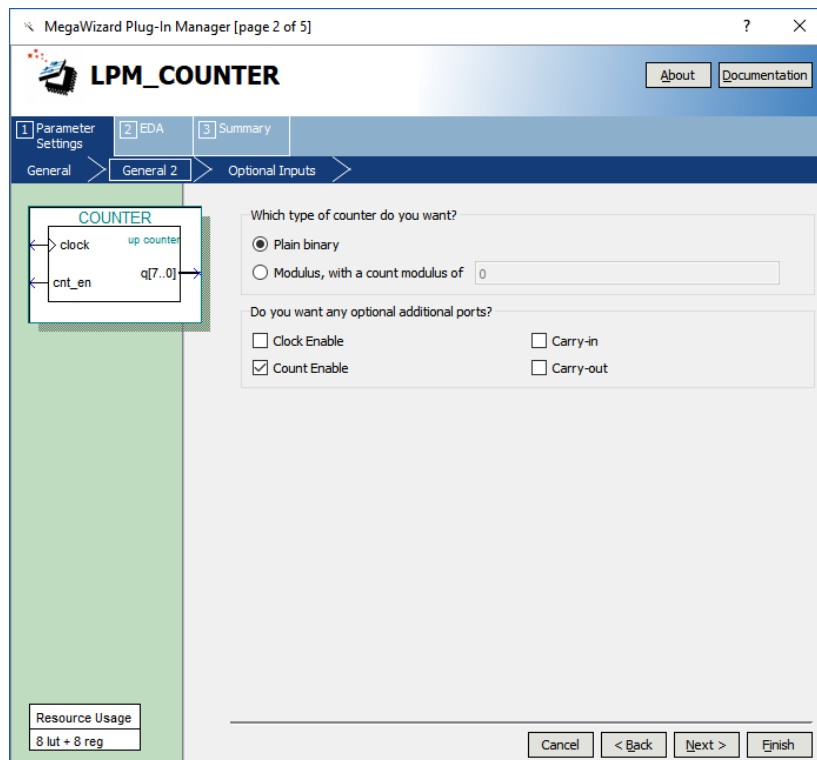 MegaWizard Plug-In Manager [page 2 of 5]
? ×
LPM_COUNTER
About Documentation
1 Parameter Settings
2 EDA
3 Summary
General General 2 Optional Inputs
COUNTER
up counter
clock
q[7..0]
cnt_en
Which type of counter do you want?
Plain binary
Modulus, with a count modulus of 0
Do you want any optional additional ports?
Clock Enable Carry-in
Count Enable Carry-out
Resource Usage
8 lut + 8 reg
Cancel < Back Next > Finish